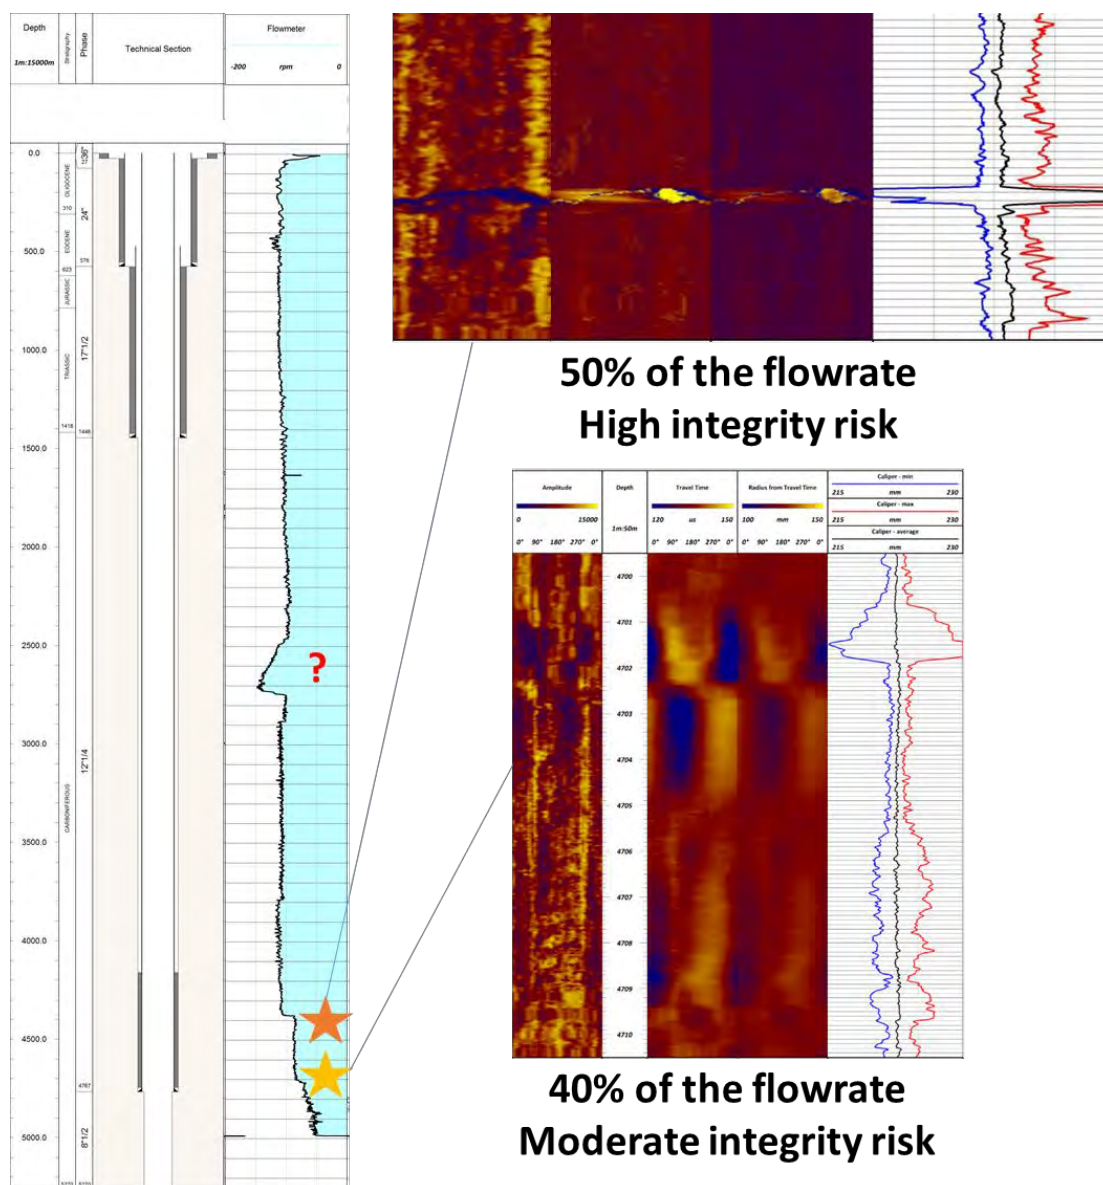 Depth
1m:15000m
Stratigraphy
Phase
Technical Section
Flowmeter
-200 rpm 0
0.0
500.0
1000.0
1500.0
2000.0
2500.0
3000.0
3500.0
4000.0
4500.0
5000.0
OLIGOCENE
310
EOCENE
623
JURASSIC
TRIASSIC
1418
CARBONIFEROUS
24"
576
17"1/2
1448
12"1/4
4767
8"1/2
?
50% of the flowrate
High integrity risk
Amplitude
0 15000
0° 90° 180° 270° 0°
Depth
1m:50m
Travel Time
120 us 150
0° 90° 180° 270° 0°
Radius from Travel Time
100 mm 150
0° 90° 180° 270° 0°
Caliper - min
215 mm 230
Caliper - max
215 mm 230
Caliper - average
215 mm 230
4700
4701
4702
4703
4704
4705
4706
4707
4708
4709
4710
40% of the flowrate
Moderate integrity risk